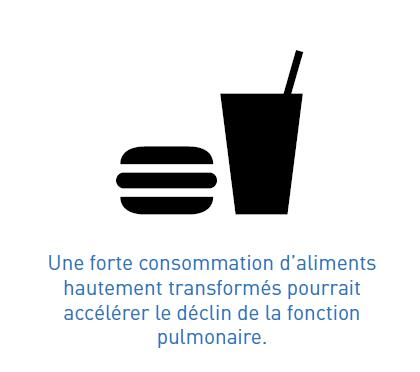 Une forte consommation d'aliments
hautement transformés pourrait
accélérer le déclin de la fonction
pulmonaire.